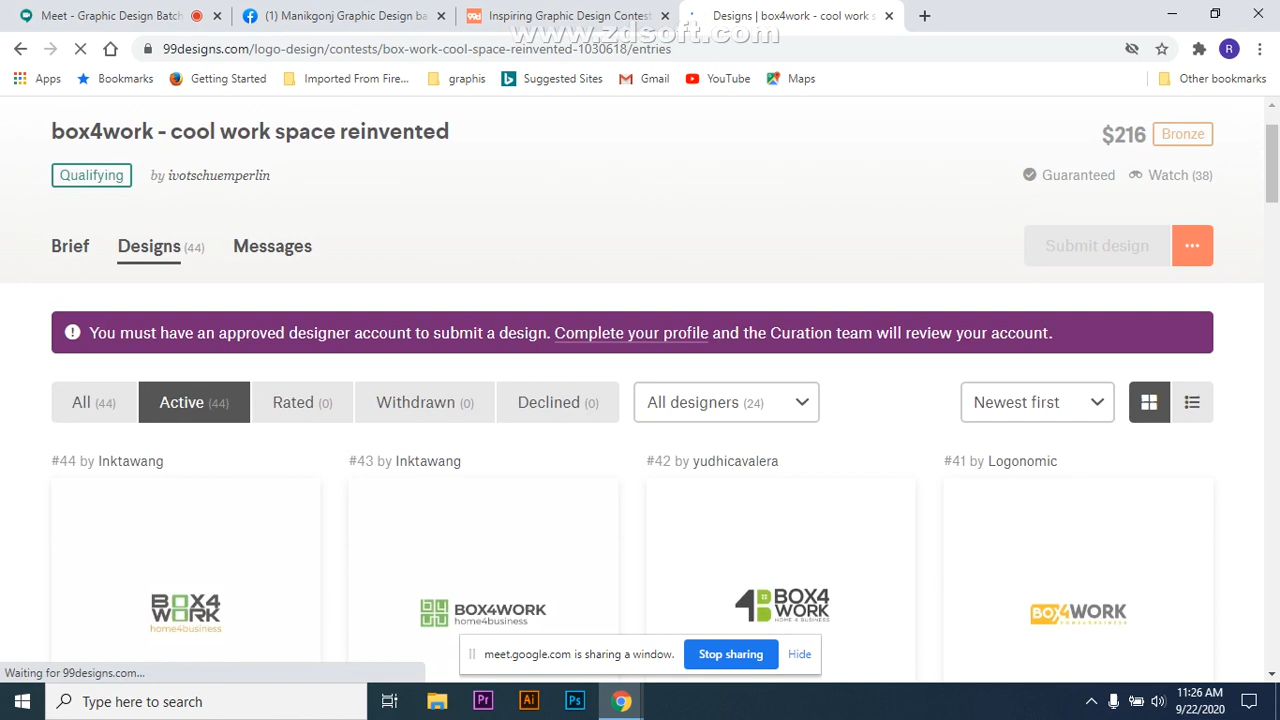 Meet - Graphic Design Batch
(1) Manikgonj Graphic Design ba
Inspiring Graphic Design Contest
Designs | box4work - cool work s
www.zdsoft.com
99designs.com/logo-design/contests/box-work-cool-space-reinvented-1030618/entries
R
Apps Bookmarks Getting Started Imported From Fire... graphis Suggested Sites Gmail YouTube Maps Other bookmarks
box4work - cool work space reinvented
$216 Bronze
Qualifying by ivotschuemperlin
Guaranteed Watch (38)
Brief Designs (44) Messages
Submit design ...
You must have an approved designer account to submit a design. Complete your profile and the Curation team will review your account.
All (44) Active (44) Rated (0) Withdrawn (0) Declined (0) All designers (24) Newest first
#44 by Inktawang
#43 by Inktawang
#42 by yudhicavalera
#41 by Logonomic
BOX4
WORK
home4business
BOX4WORK
home4business
4B BOX4
WORK
HOME 4 BUSINESS
BOX4WORK
HOME4BUSINESS
meet.google.com is sharing a window. Stop sharing Hide
Waiting for 99designs.com...
Type here to search
Pr Ai Ps
11:26 AM
9/22/2020